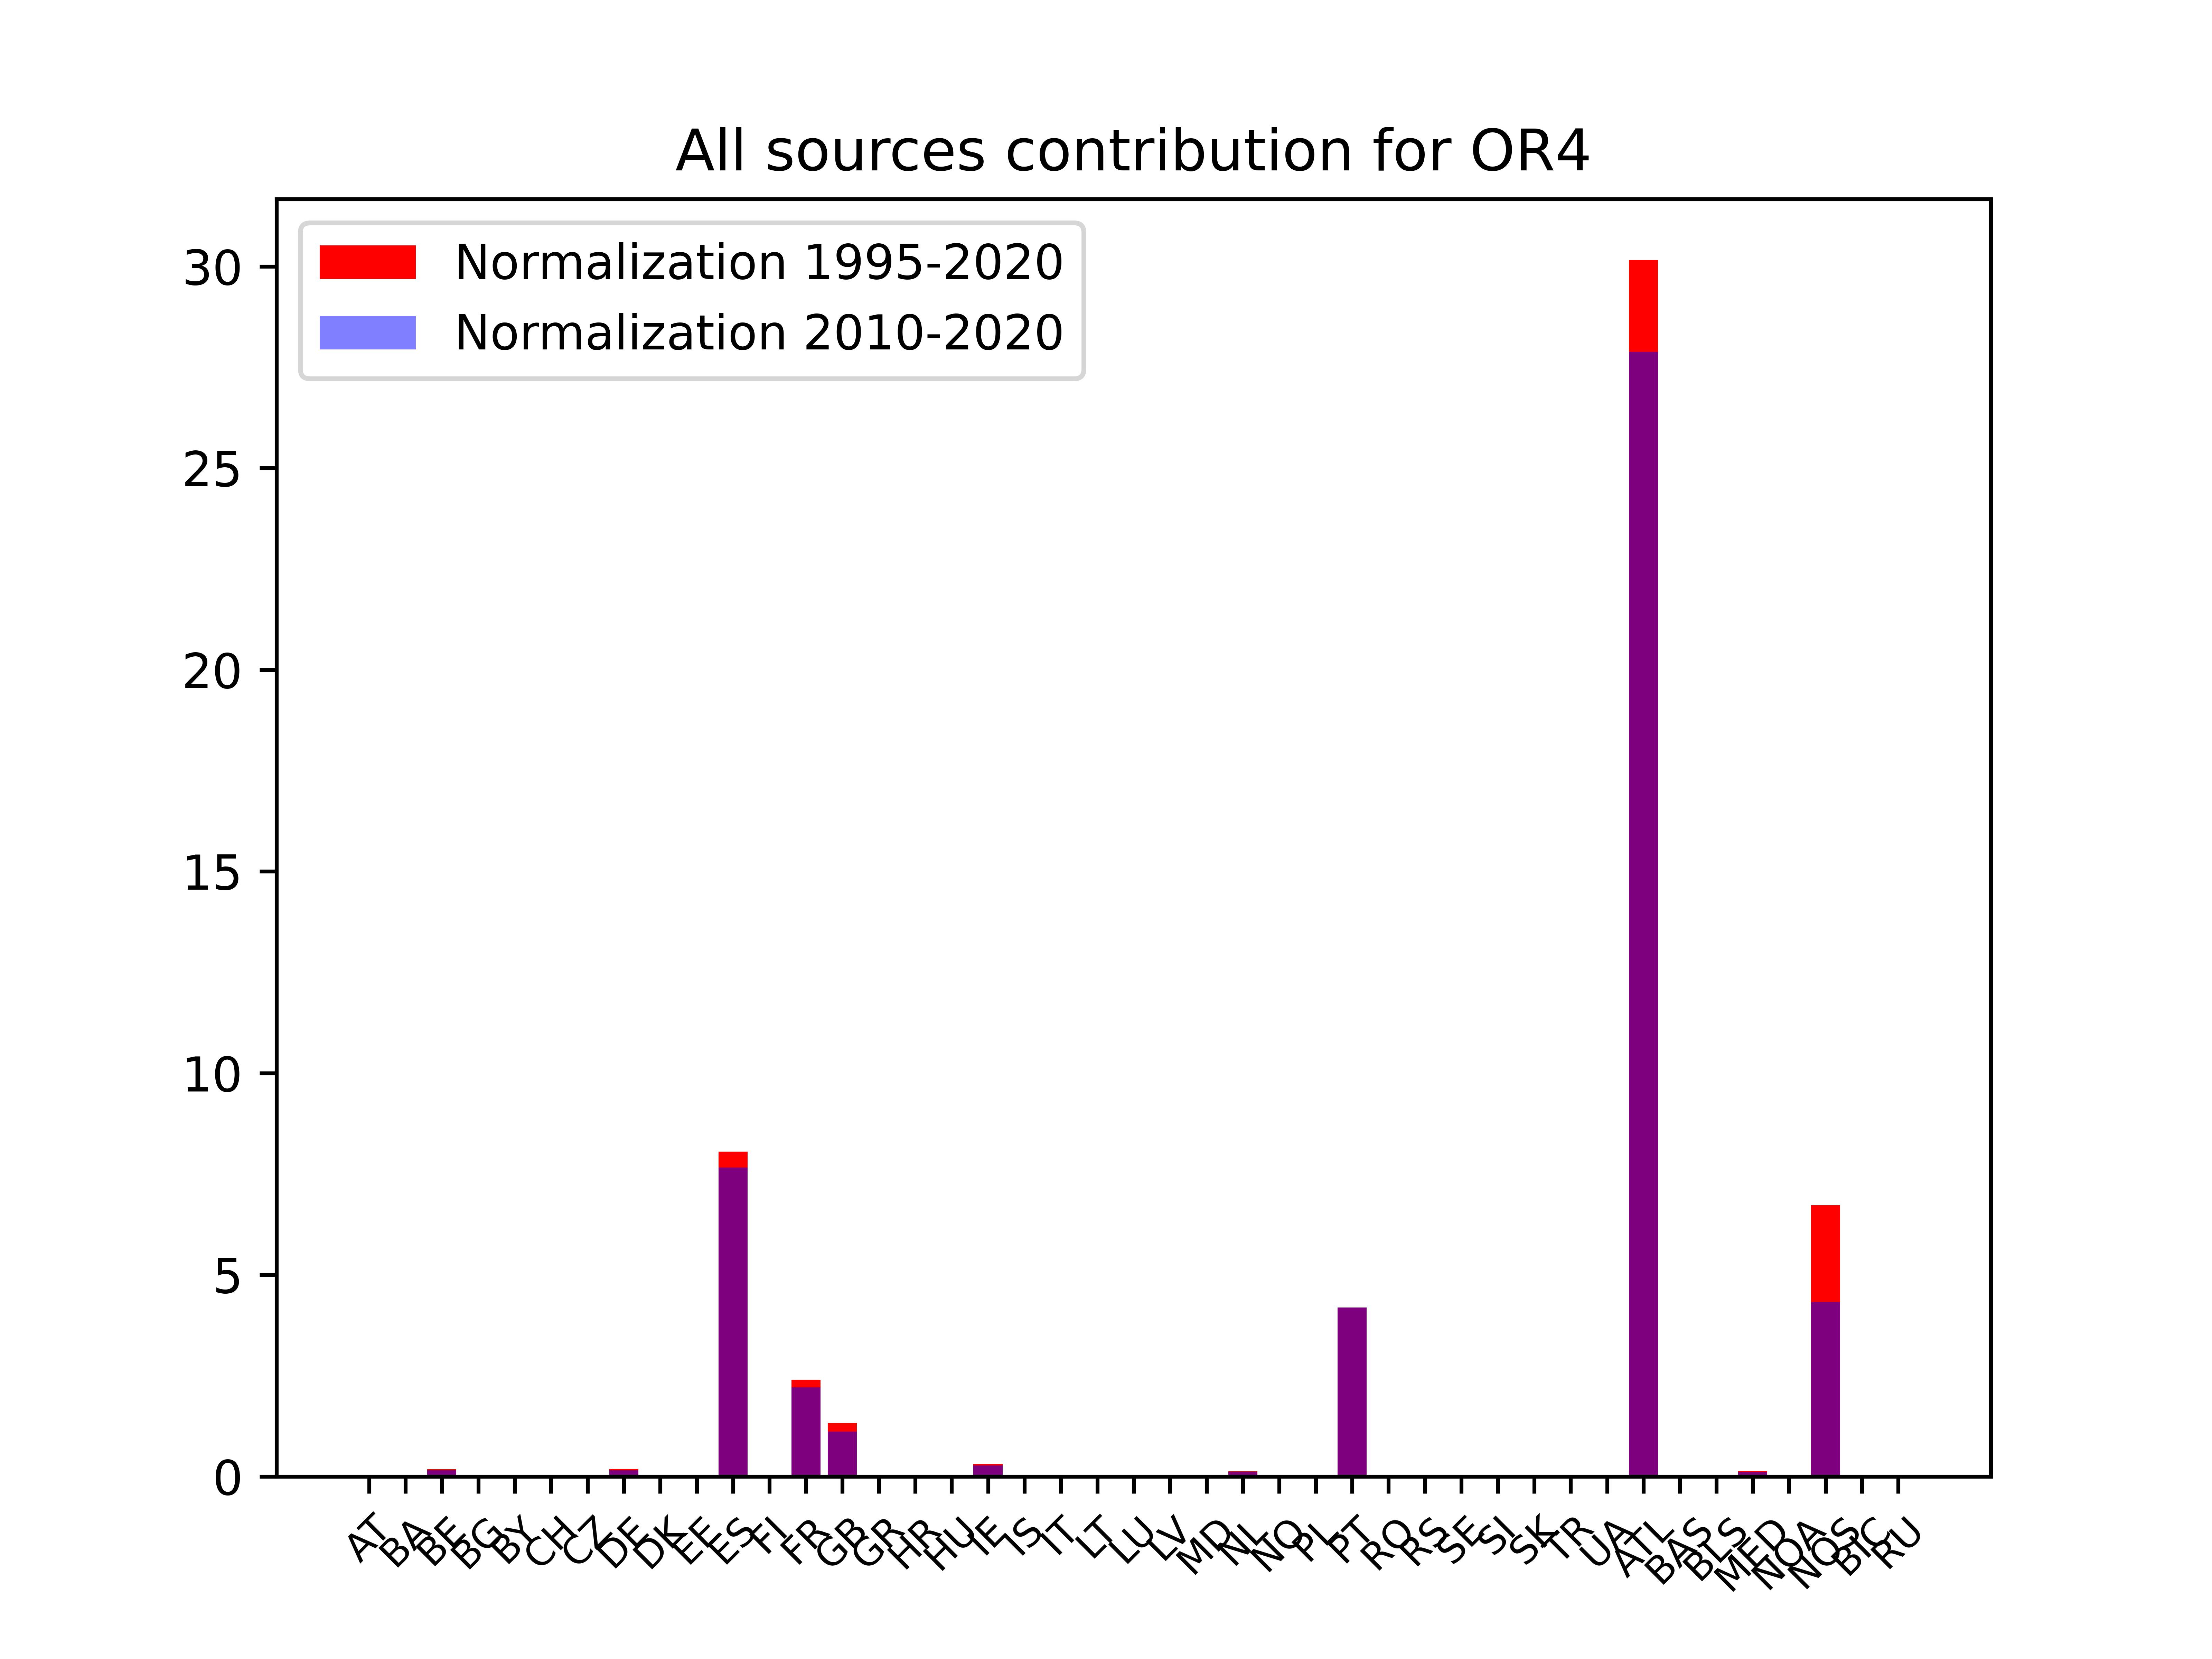 All sources contribution for OR4
Normalization 1995-2020
Normalization 2010-2020
30
25
20
15
10
5
0
AT
BA
BE
BG
BY
CH
CZ
DE
DK
EE
ES
FI
FR
GB
GR
HR
HU
IE
IS
IT
LT
LU
LV
MD
NL
NO
PL
PT
RO
RS
SE
SI
SK
TR
UA
ATL
BAS
BLS
MED
NOA
NOS
BIC
RU